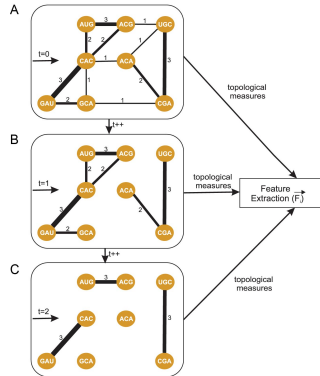 A
AUG 3 ACG 1 UGC
2 2 1
t=0 CAC 1 ACA 3
3 1 2
GAU 2 GCA 1 CGA
topological
measures
t++
B
AUG 3 ACG UGC
2 2
t=1 CAC ACA 3
3 2
GAU 2 GCA CGA
topological
measures
Feature
Extraction (Fi)
t++
C
AUG 3 ACG UGC
t=2 CAC ACA 3
3
GAU GCA CGA
topological
measures